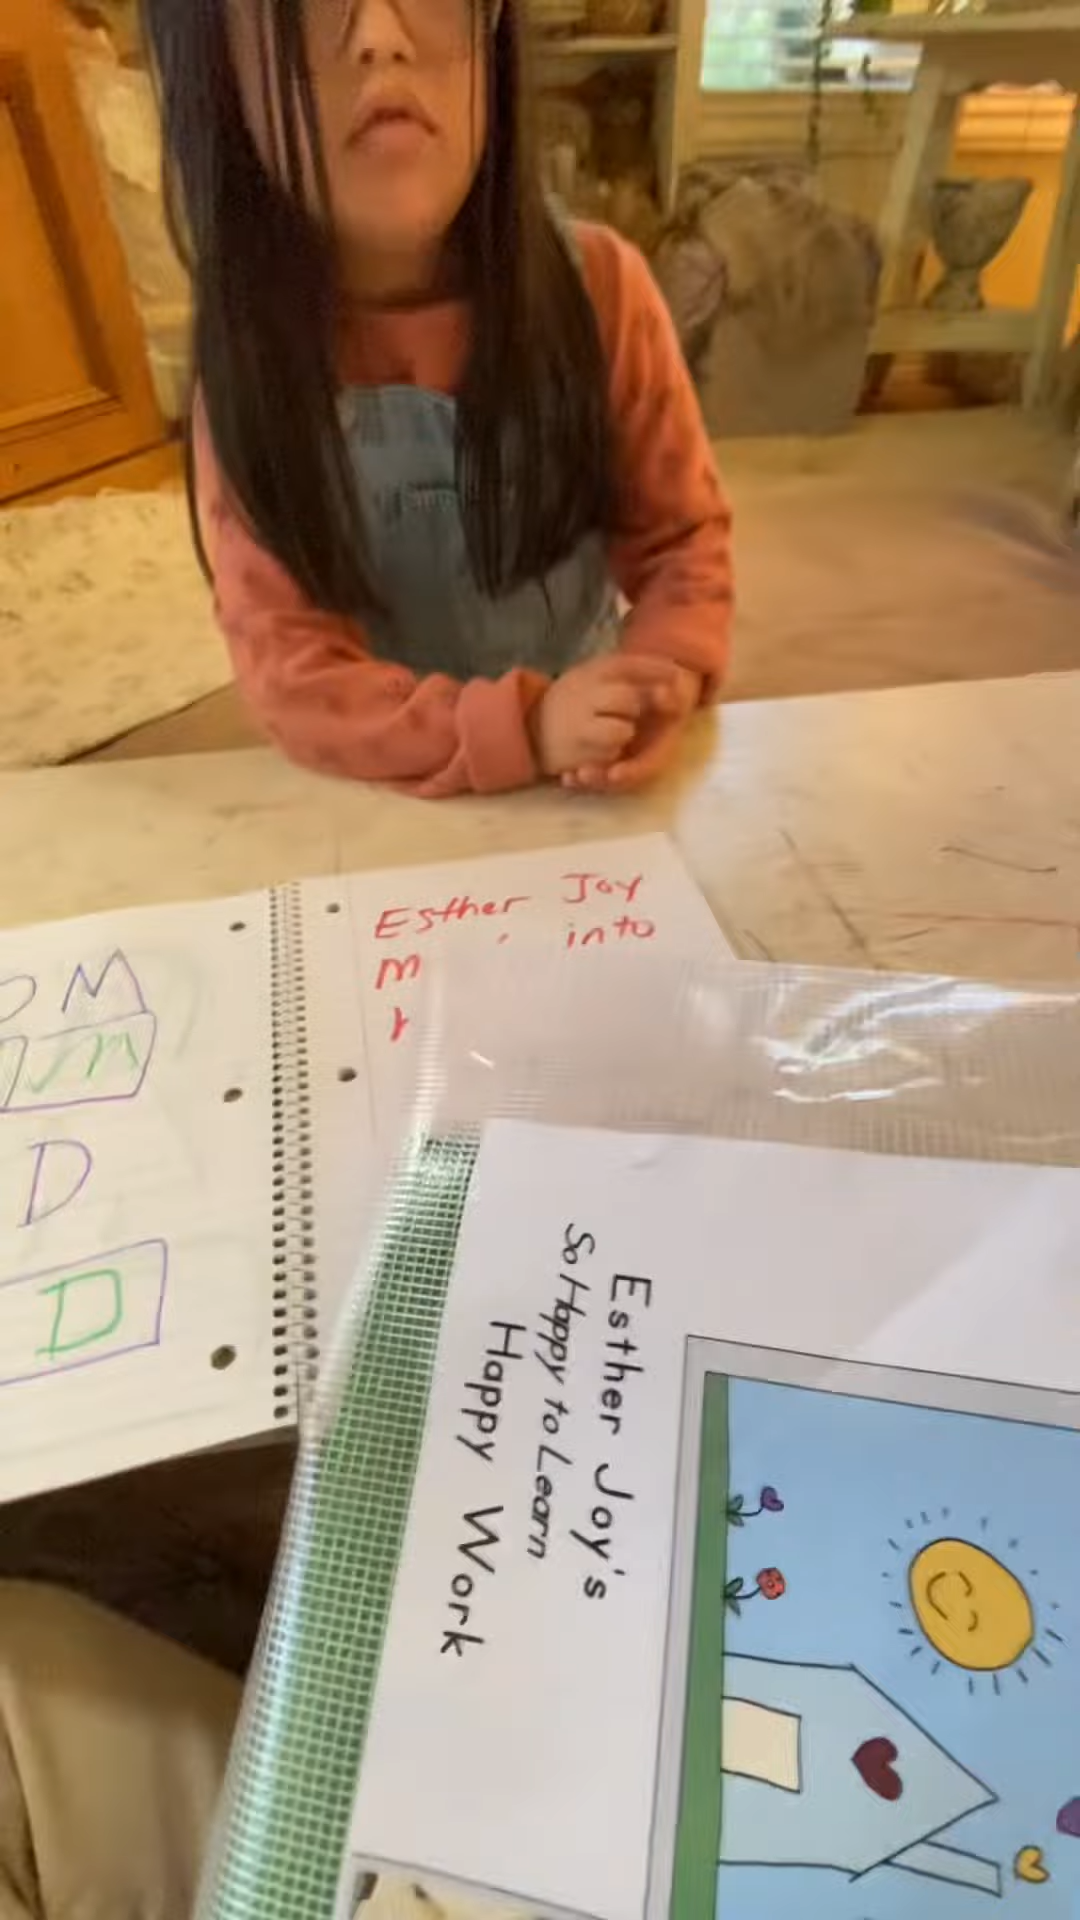 Esther Joy
into
M
M
D
D
Esther Joy's
So Happy to Learn
Happy Work